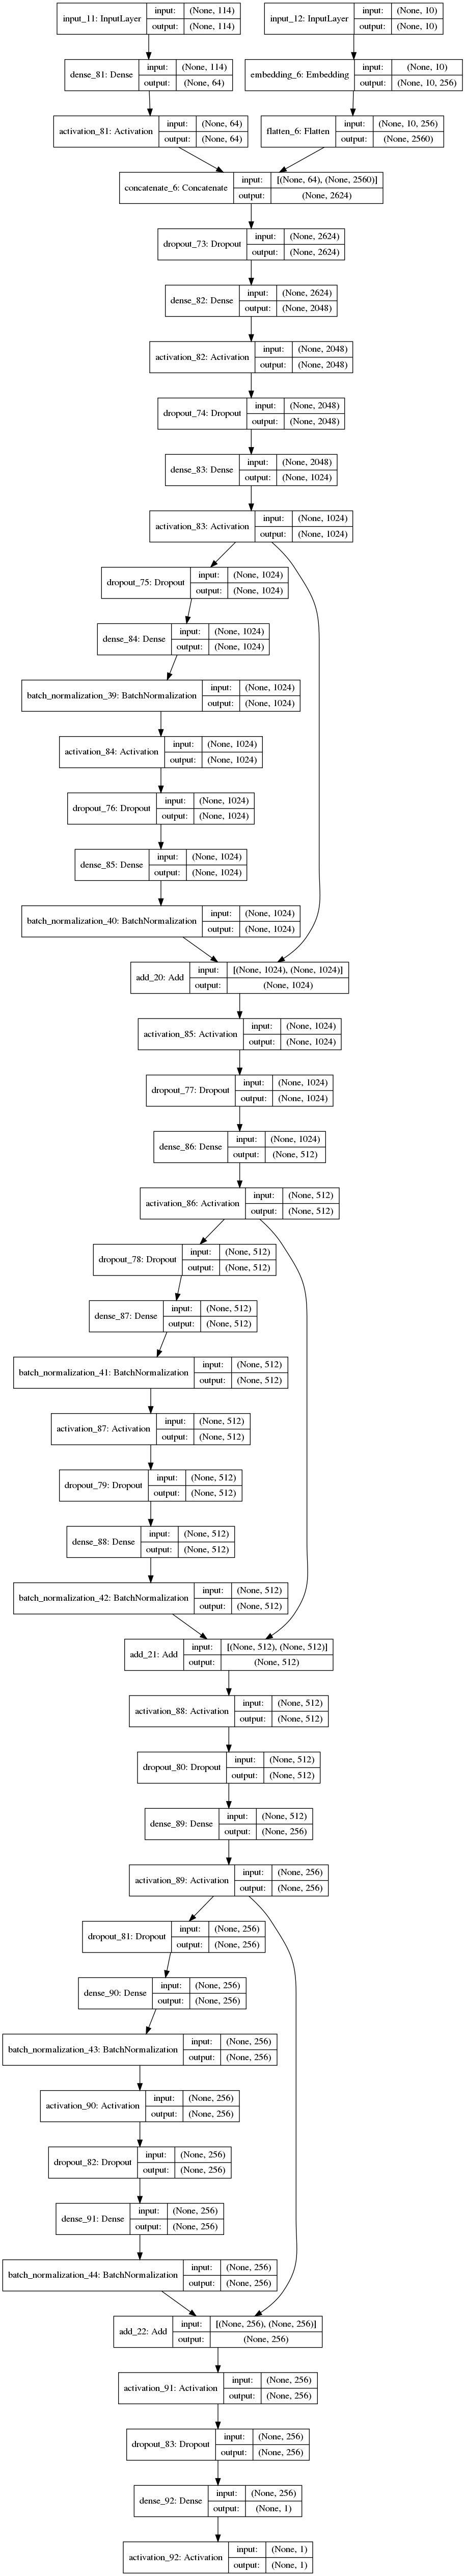 input_11: InputLayer input: (None, 114) output: (None, 114)
input_12: InputLayer input: (None, 10) output: (None, 10)
dense_81: Dense input: (None, 114) output: (None, 64)
embedding_6: Embedding input: (None, 10) output: (None, 10, 256)
activation_81: Activation input: (None, 64) output: (None, 64)
flatten_6: Flatten input: (None, 10, 256) output: (None, 2560)
concatenate_6: Concatenate input: [(None, 64), (None, 2560)] output: (None, 2624)
dropout_73: Dropout input: (None, 2624) output: (None, 2624)
dense_82: Dense input: (None, 2624) output: (None, 2048)
activation_82: Activation input: (None, 2048) output: (None, 2048)
dropout_74: Dropout input: (None, 2048) output: (None, 2048)
dense_83: Dense input: (None, 2048) output: (None, 1024)
activation_83: Activation input: (None, 1024) output: (None, 1024)
dropout_75: Dropout input: (None, 1024) output: (None, 1024)
dense_84: Dense input: (None, 1024) output: (None, 1024)
batch_normalization_39: BatchNormalization input: (None, 1024) output: (None, 1024)
activation_84: Activation input: (None, 1024) output: (None, 1024)
dropout_76: Dropout input: (None, 1024) output: (None, 1024)
dense_85: Dense input: (None, 1024) output: (None, 1024)
batch_normalization_40: BatchNormalization input: (None, 1024) output: (None, 1024)
add_20: Add input: [(None, 1024), (None, 1024)] output: (None, 1024)
activation_85: Activation input: (None, 1024) output: (None, 1024)
dropout_77: Dropout input: (None, 1024) output: (None, 1024)
dense_86: Dense input: (None, 1024) output: (None, 512)
activation_86: Activation input: (None, 512) output: (None, 512)
dropout_78: Dropout input: (None, 512) output: (None, 512)
dense_87: Dense input: (None, 512) output: (None, 512)
batch_normalization_41: BatchNormalization input: (None, 512) output: (None, 512)
activation_87: Activation input: (None, 512) output: (None, 512)
dropout_79: Dropout input: (None, 512) output: (None, 512)
dense_88: Dense input: (None, 512) output: (None, 512)
batch_normalization_42: BatchNormalization input: (None, 512) output: (None, 512)
add_21: Add input: [(None, 512), (None, 512)] output: (None, 512)
activation_88: Activation input: (None, 512) output: (None, 512)
dropout_80: Dropout input: (None, 512) output: (None, 512)
dense_89: Dense input: (None, 512) output: (None, 256)
activation_89: Activation input: (None, 256) output: (None, 256)
dropout_81: Dropout input: (None, 256) output: (None, 256)
dense_90: Dense input: (None, 256) output: (None, 256)
batch_normalization_43: BatchNormalization input: (None, 256) output: (None, 256)
activation_90: Activation input: (None, 256) output: (None, 256)
dropout_82: Dropout input: (None, 256) output: (None, 256)
dense_91: Dense input: (None, 256) output: (None, 256)
batch_normalization_44: BatchNormalization input: (None, 256) output: (None, 256)
add_22: Add input: [(None, 256), (None, 256)] output: (None, 256)
activation_91: Activation input: (None, 256) output: (None, 256)
dropout_83: Dropout input: (None, 256) output: (None, 256)
dense_92: Dense input: (None, 256) output: (None, 1)
activation_92: Activation input: (None, 1) output: (None, 1)